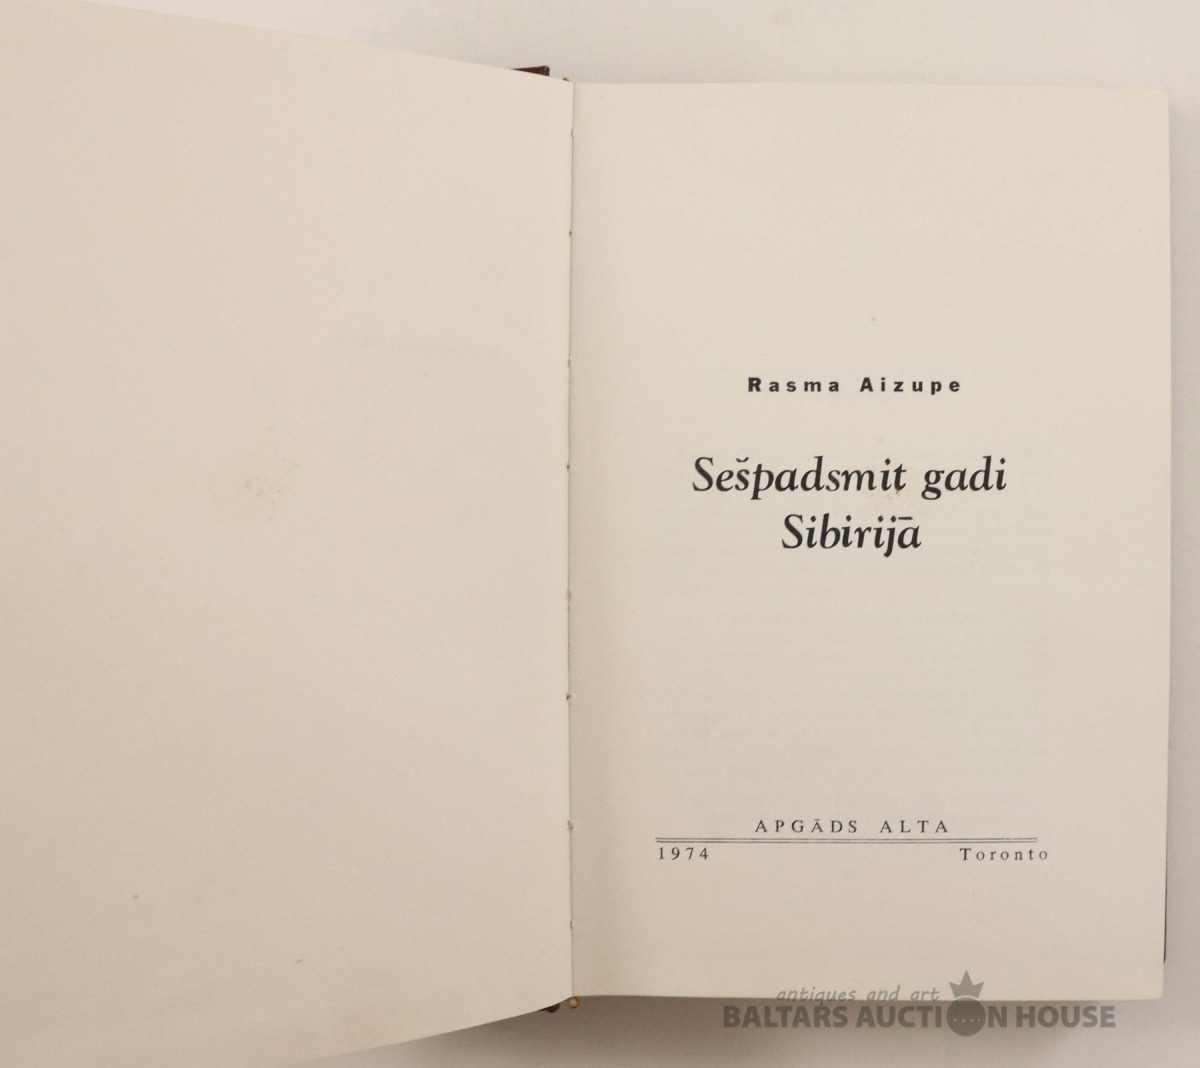 Rasma Aizupe
Sešpadsmit gadi
Sibirijā
APGĀDS ALTA
1974 Toronto
antiques and art
BALTARS AUCTION HOUSE